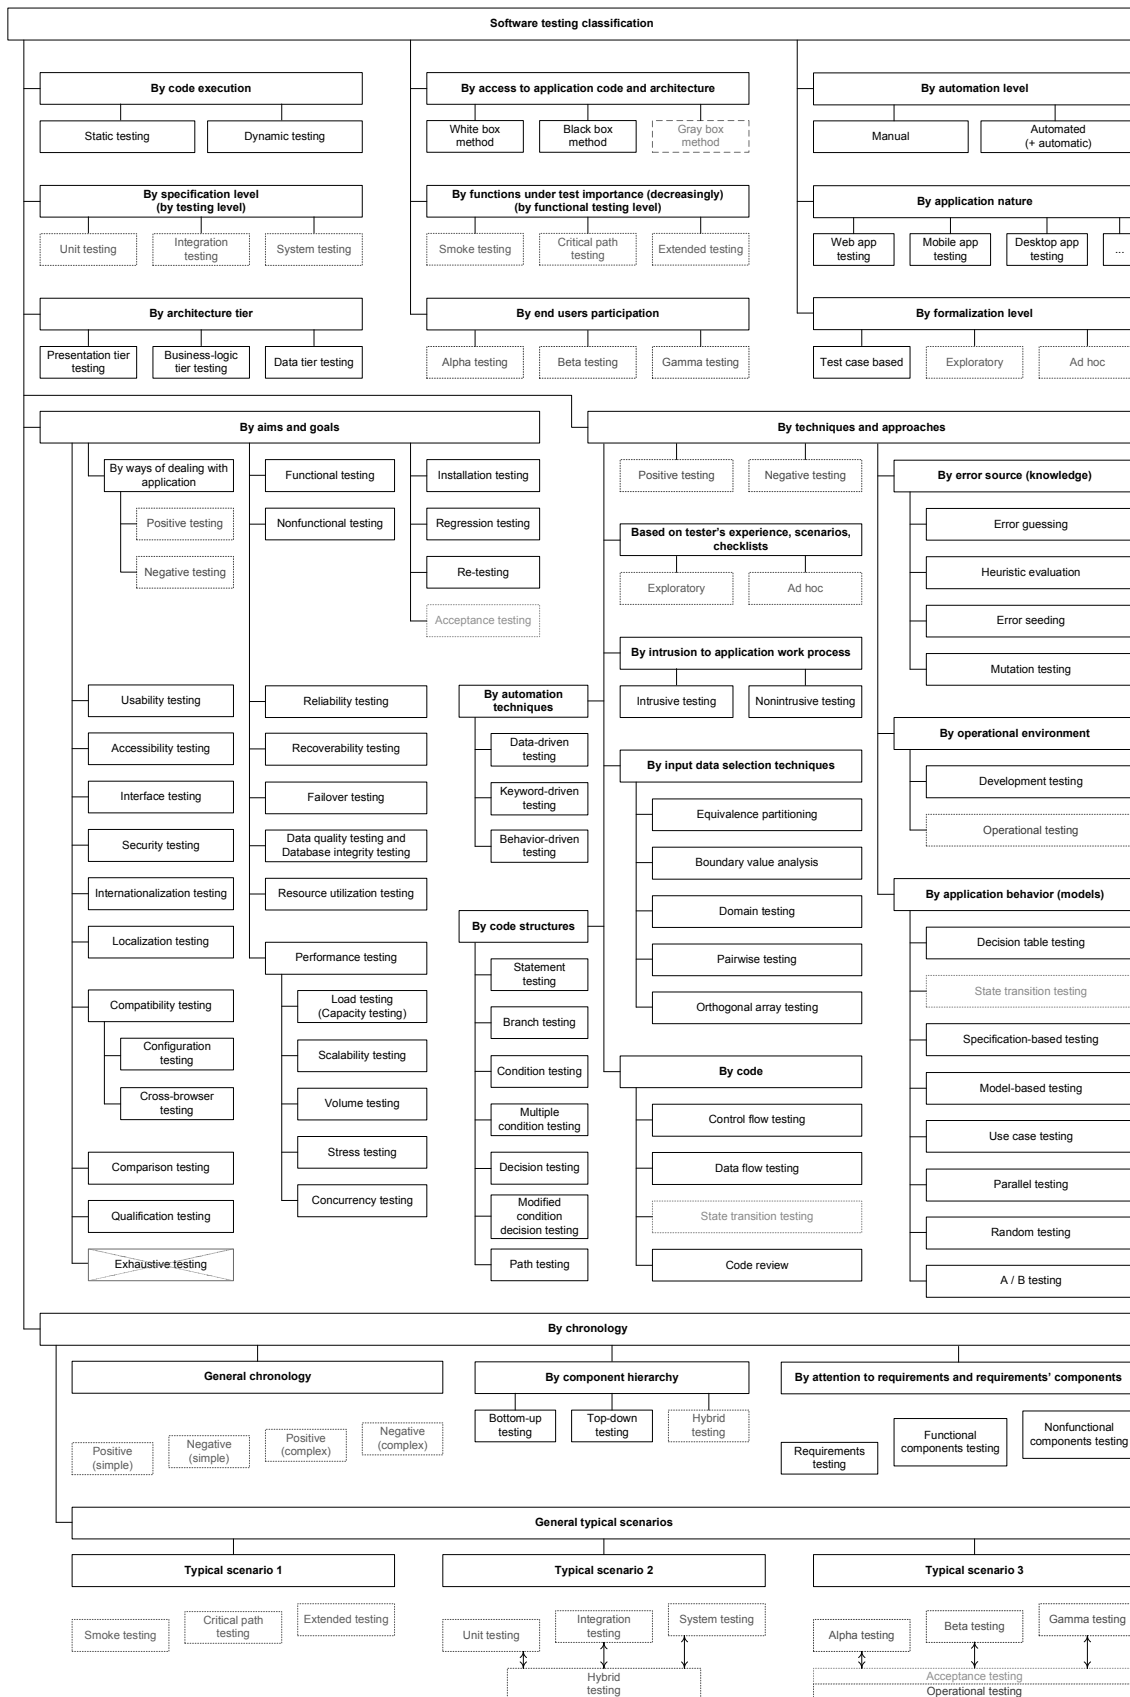 Software testing classification
By code execution
Static testing
Dynamic testing
By access to application code and architecture
White box
method
Black box
method
Gray box
method
By automation level
Manual
Automated
(+ automatic)
By specification level
(by testing level)
Unit testing
Integration
testing
System testing
By functions under test importance (decreasingly)
(by functional testing level)
Smoke testing
Critical path
testing
Extended testing
By application nature
Web app
testing
Mobile app
testing
Desktop app
testing
...
By architecture tier
Presentation tier
testing
Business-logic
tier testing
Data tier testing
By end users participation
Alpha testing
Beta testing
Gamma testing
By formalization level
Test case based
Exploratory
Ad hoc
By aims and goals
By ways of dealing with
application
Positive testing
Negative testing
Functional testing
Nonfunctional testing
Installation testing
Regression testing
Re-testing
Acceptance testing
Usability testing
Accessibility testing
Interface testing
Security testing
Internationalization testing
Localization testing
Compatibility testing
Configuration
testing
Cross-browser
testing
Comparison testing
Qualification testing
Exhaustive testing
Reliability testing
Recoverability testing
Failover testing
Data quality testing and
Database integrity testing
Resource utilization testing
Performance testing
Load testing
(Capacity testing)
Scalability testing
Volume testing
Stress testing
Concurrency testing
By techniques and approaches
Positive testing
Negative testing
Based on tester's experience, scenarios,
checklists
Exploratory
Ad hoc
By intrusion to application work process
Intrusive testing
Nonintrusive testing
By automation
techniques
Data-driven
testing
Keyword-driven
testing
Behavior-driven
testing
By input data selection techniques
Equivalence partitioning
Boundary value analysis
Domain testing
Pairwise testing
Orthogonal array testing
By code structures
Statement
testing
Branch testing
Condition testing
Multiple
condition testing
Decision testing
Modified
condition
decision testing
Path testing
By code
Control flow testing
Data flow testing
State transition testing
Code review
By error source (knowledge)
Error guessing
Heuristic evaluation
Error seeding
Mutation testing
By operational environment
Development testing
Operational testing
By application behavior (models)
Decision table testing
State transition testing
Specification-based testing
Model-based testing
Use case testing
Parallel testing
Random testing
A / B testing
By chronology
General chronology
Positive
(simple)
Negative
(simple)
Positive
(complex)
Negative
(complex)
By component hierarchy
Bottom-up
testing
Top-down
testing
Hybrid
testing
By attention to requirements and requirements' components
Requirements
testing
Functional
components testing
Nonfunctional
components testing
General typical scenarios
Typical scenario 1
Smoke testing
Critical path
testing
Extended testing
Typical scenario 2
Unit testing
Integration
testing
System testing
Hybrid
testing
Typical scenario 3
Alpha testing
Beta testing
Gamma testing
Acceptance testing
Operational testing